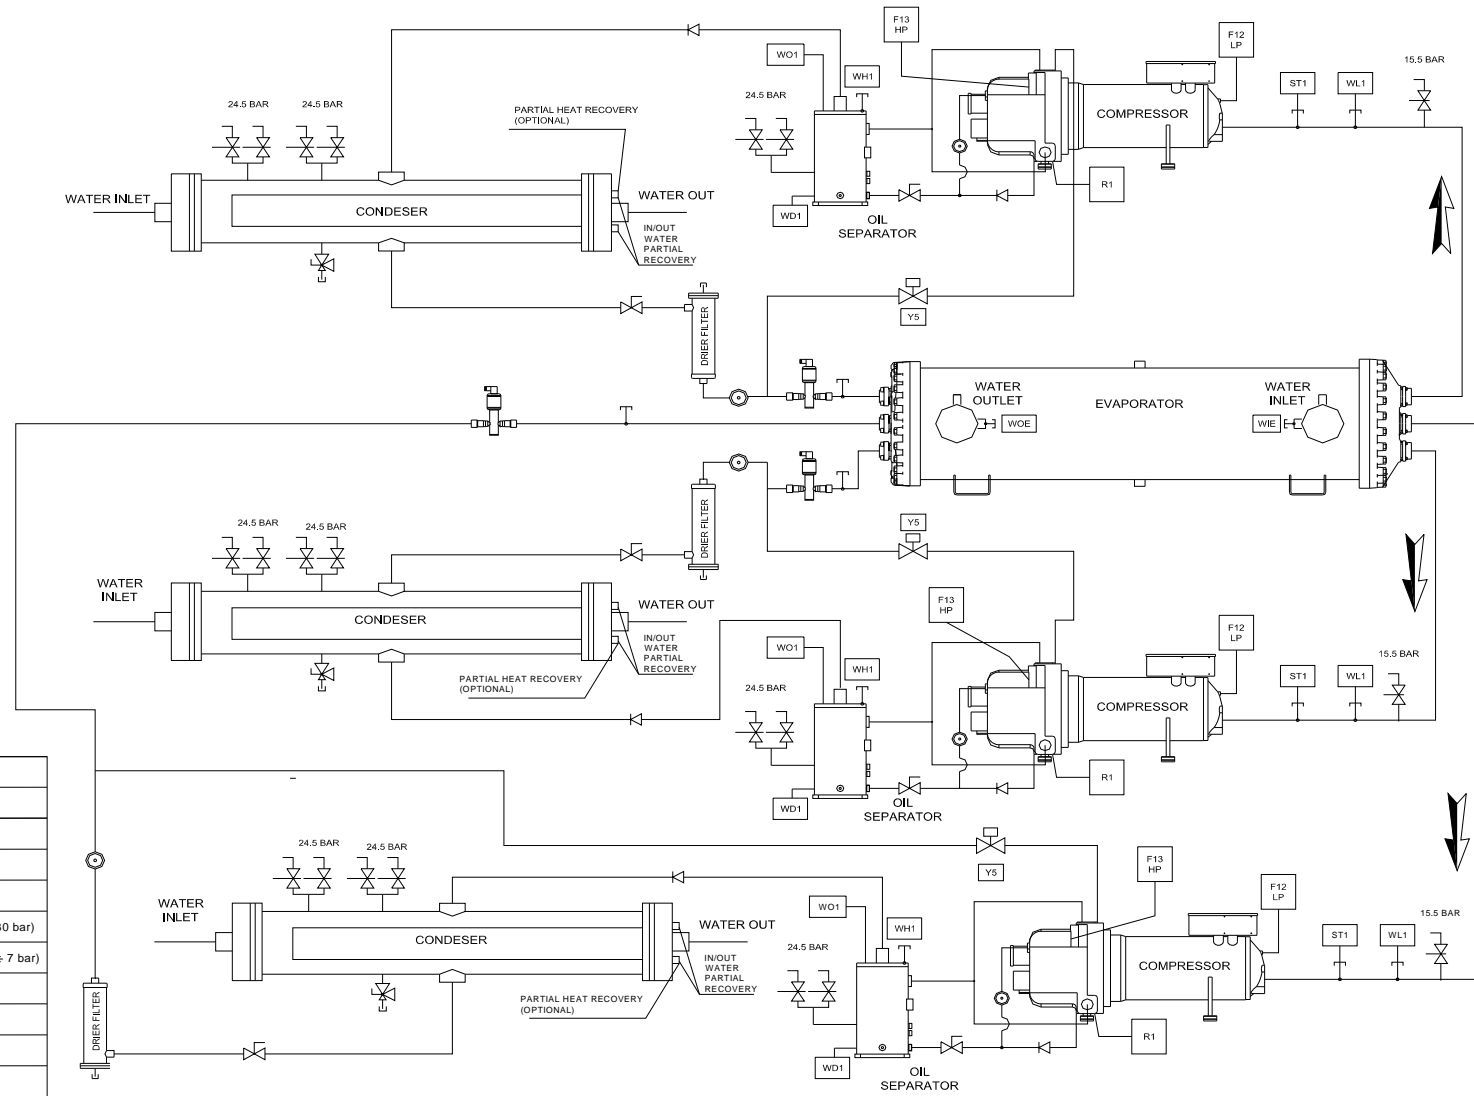 F13
HP
F12
LP
WO1
WH1
15.5 BAR
ST1
WL1
24.5 BAR
24.5 BAR
24.5 BAR
PARTIAL HEAT RECOVERY
(OPTIONAL)
COMPRESSOR
WATER INLET
CONDESER
WATER OUT
WD1
R1
OIL
SEPARATOR
IN/OUT
WATER
PARTIAL
RECOVERY
DRIER FILTER
Y5
WATER
OUTLET
EVAPORATOR
WATER
INLET
WOE
WIE
DRIER FILTER
Y5
24.5 BAR
24.5 BAR
WATER
INLET
CONDESER
WATER OUT
IN/OUT
WATER
PARTIAL
RECOVERY
PARTIAL HEAT RECOVERY
(OPTIONAL)
F13
HP
F12
LP
WO1
WH1
24.5 BAR
15.5 BAR
ST1
WL1
COMPRESSOR
R1
WD1
OIL
SEPARATOR
24.5 BAR
24.5 BAR
Y5
F13
HP
F12
LP
WATER
INLET
CONDESER
WATER OUT
WO1
WH1
24.5 BAR
15.5 BAR
ST1
WL1
IN/OUT
WATER
PARTIAL
RECOVERY
PARTIAL HEAT RECOVERY
(OPTIONAL)
COMPRESSOR
R1
WD1
OIL
SEPARATOR
DRIER FILTER
0 bar)
÷ 7 bar)